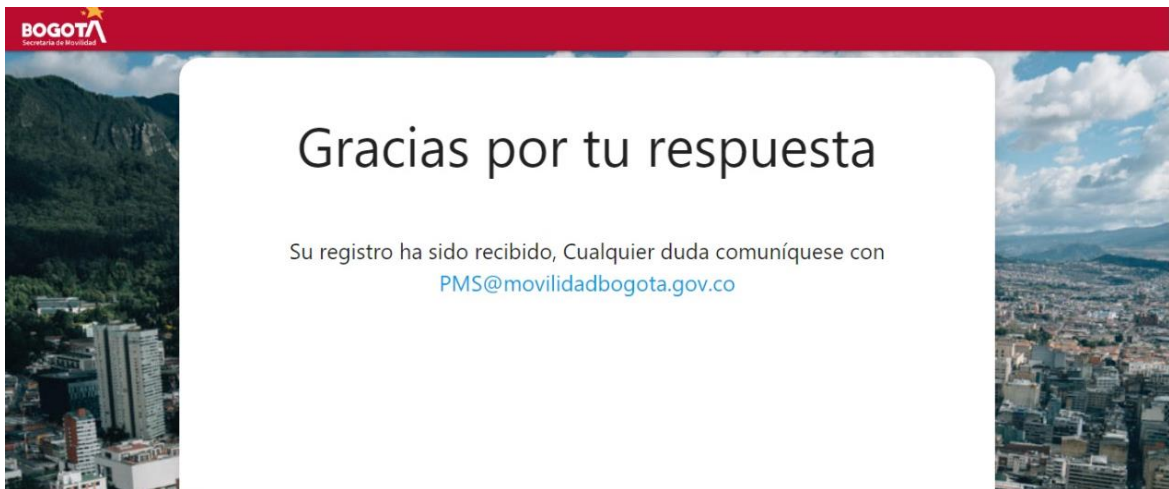 BOGOTÁ
Secretaría de Movilidad
Gracias por tu respuesta
Su registro ha sido recibido, Cualquier duda comuníquese con
PMS@movilidadbogota.gov.co